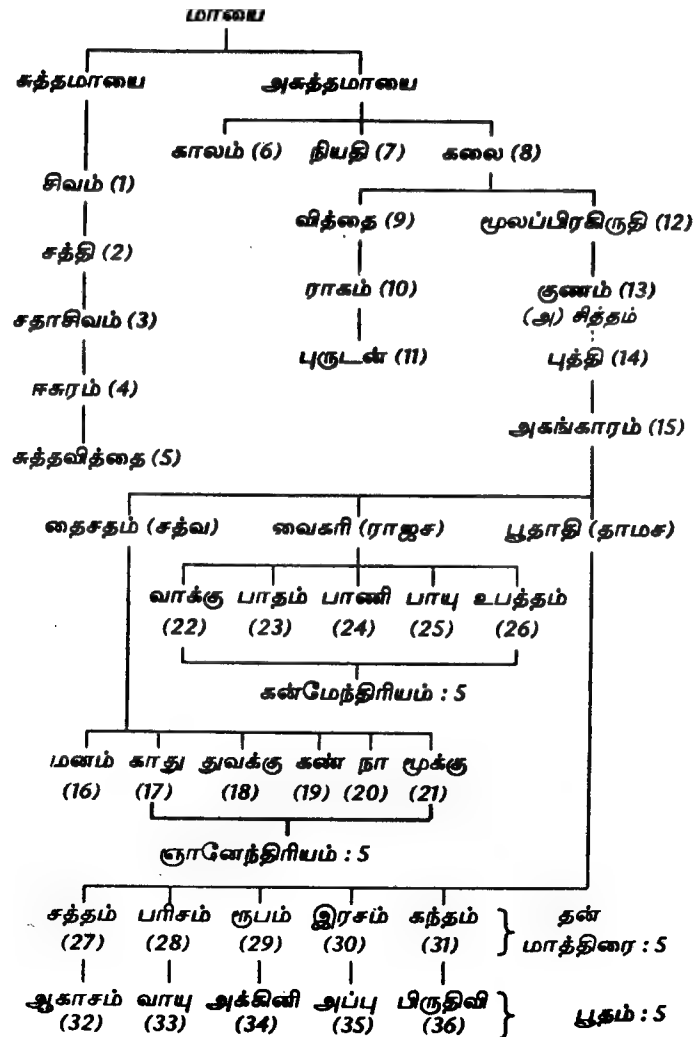 மாயை
சுத்தமாயை அசுத்தமாயை
காலம் (6) நியதி (7) கலை (8)
சிவம் (1)
வித்தை (9) மூலப்பிரகிருதி (12)
சத்தி (2)
ராகம் (10) குணம் (13)
சதாசிவம் (3) (அ) சித்தம்
புருடன் (11) புத்தி (14)
ஈசுரம் (4)
அகங்காரம் (15)
சுத்தவித்தை (5)
தைசதம் (சத்வ) வைகரி (ராஜச) பூதாதி (தாமச)
வாக்கு பாதம் பாணி பாயு உபத்தம்
(22) (23) (24) (25) (26)
கன்மேந்திரியம் : 5
மனம் காது துவக்கு கண் நா மூக்கு
(16) (17) (18) (19) (20) (21)
ஞானேந்திரியம் : 5
சத்தம் பரிசம் ரூபம் இரசம் கந்தம் தன்
(27) (28) (29) (30) (31) மாத்திரை : 5
ஆகாசம் வாயு அக்கினி அப்பு பிருதிவி
(32) (33) (34) (35) (36) பூதம் : 5